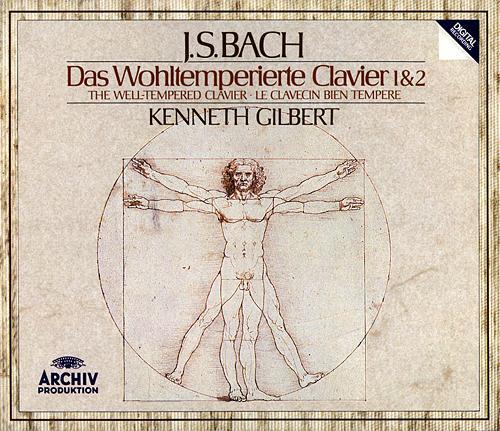 DIGITAL
RECORDING
J.S. BACH
Das Wohltemperierte Clavier 1 & 2
THE WELL-TEMPERED CLAVIER · LE CLAVECIN BIEN TEMPERE
KENNETH GILBERT
ARCHIV
PRODUKTION